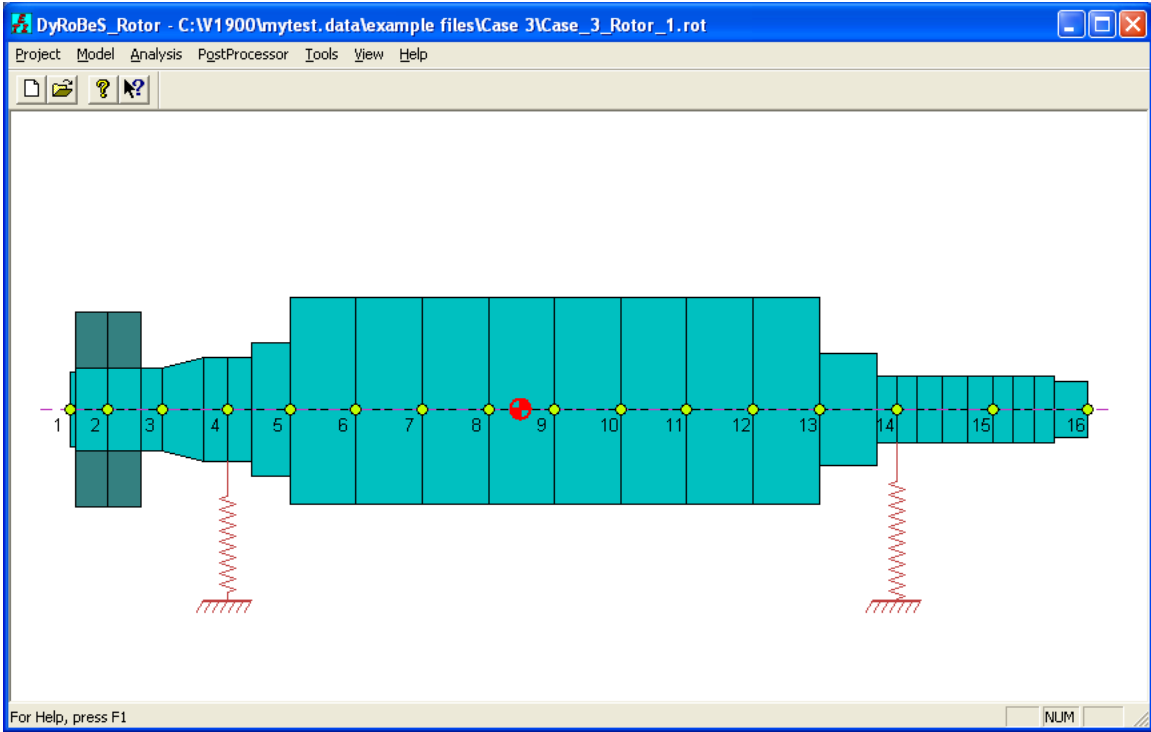 DyRoBeS_Rotor - C:\V1900\mytest.data\example files\Case 3\Case_3_Rotor_1.rot
Project Model Analysis PostProcessor Tools View Help
1 2 3 4 5 6 7 8 9 10 11 12 13 14 15 16
For Help, press F1 NUM